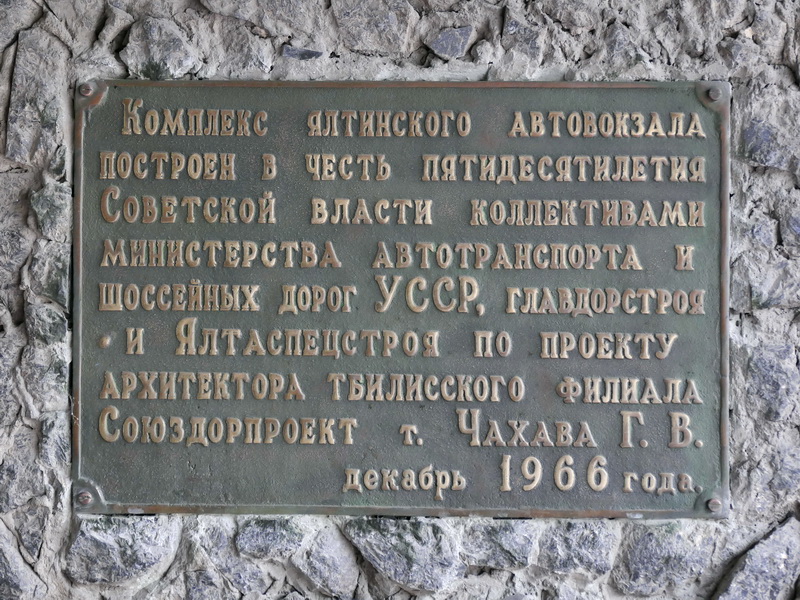 Комплекс ялтинского автовокзала
построен в честь пятидесятилетия
Советской власти коллективами
министерства автотранспорта и
шоссейных дорог УССР, главдорстроя
и Ялтаспецстроя по проекту
архитектора тбилисского филиала
Союздорпроект т. Чахава Г. В.
декабрь 1966 года.